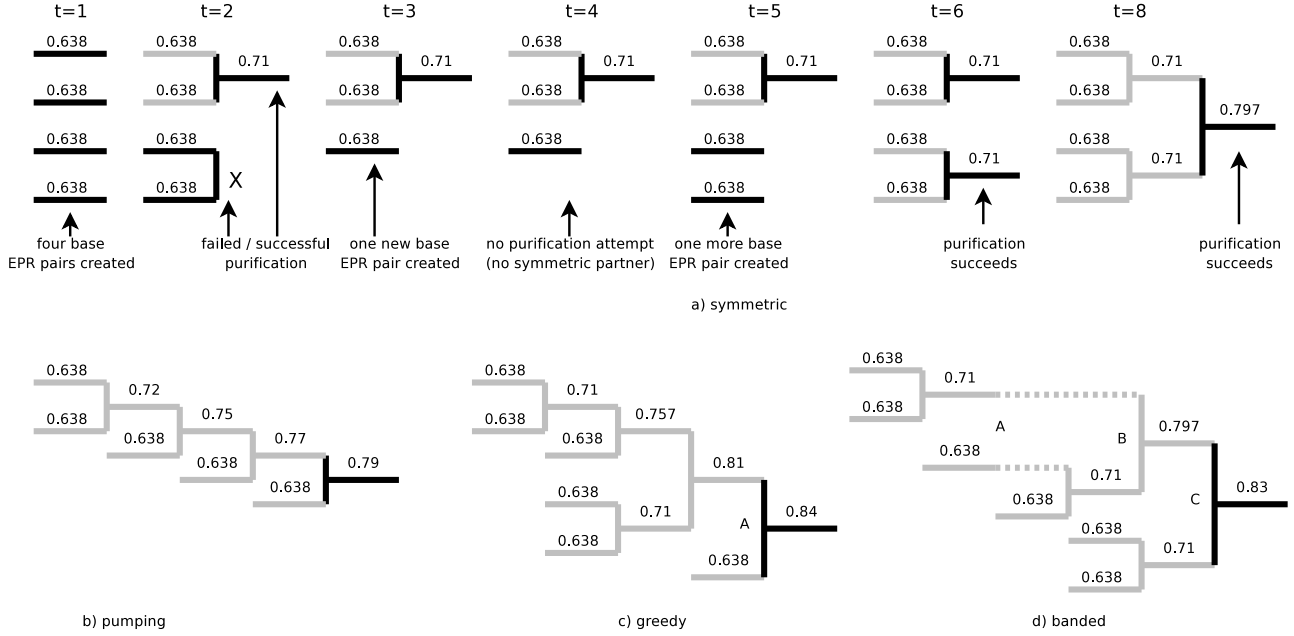 t=1 t=2 t=3 t=4 t=5 t=6 t=8
0.638 0.638 0.638 0.638 0.638 0.638 0.638
0.71 0.71 0.71 0.71 0.71 0.71
0.638 0.638 0.638 0.638 0.638 0.638 0.638
0.797
0.638 0.638 0.638 0.638 0.638 0.638 0.638
0.71 0.71
X
0.638 0.638 0.638 0.638 0.638
four base failed / successful one new base no purification attempt one more base purification purification
EPR pairs created purification EPR pair created (no symmetric partner) EPR pair created succeeds succeeds
a) symmetric
0.638
0.72
0.638
0.75
0.638
0.77
0.638
0.79
0.638
b) pumping
0.638
0.71
0.638
0.757
0.638
0.81
0.638
0.71
0.638
A
0.84
0.638
c) greedy
0.638
0.71
0.638
A
B
0.797
0.638
0.71
0.638
C
0.83
0.638
0.71
0.638
d) banded